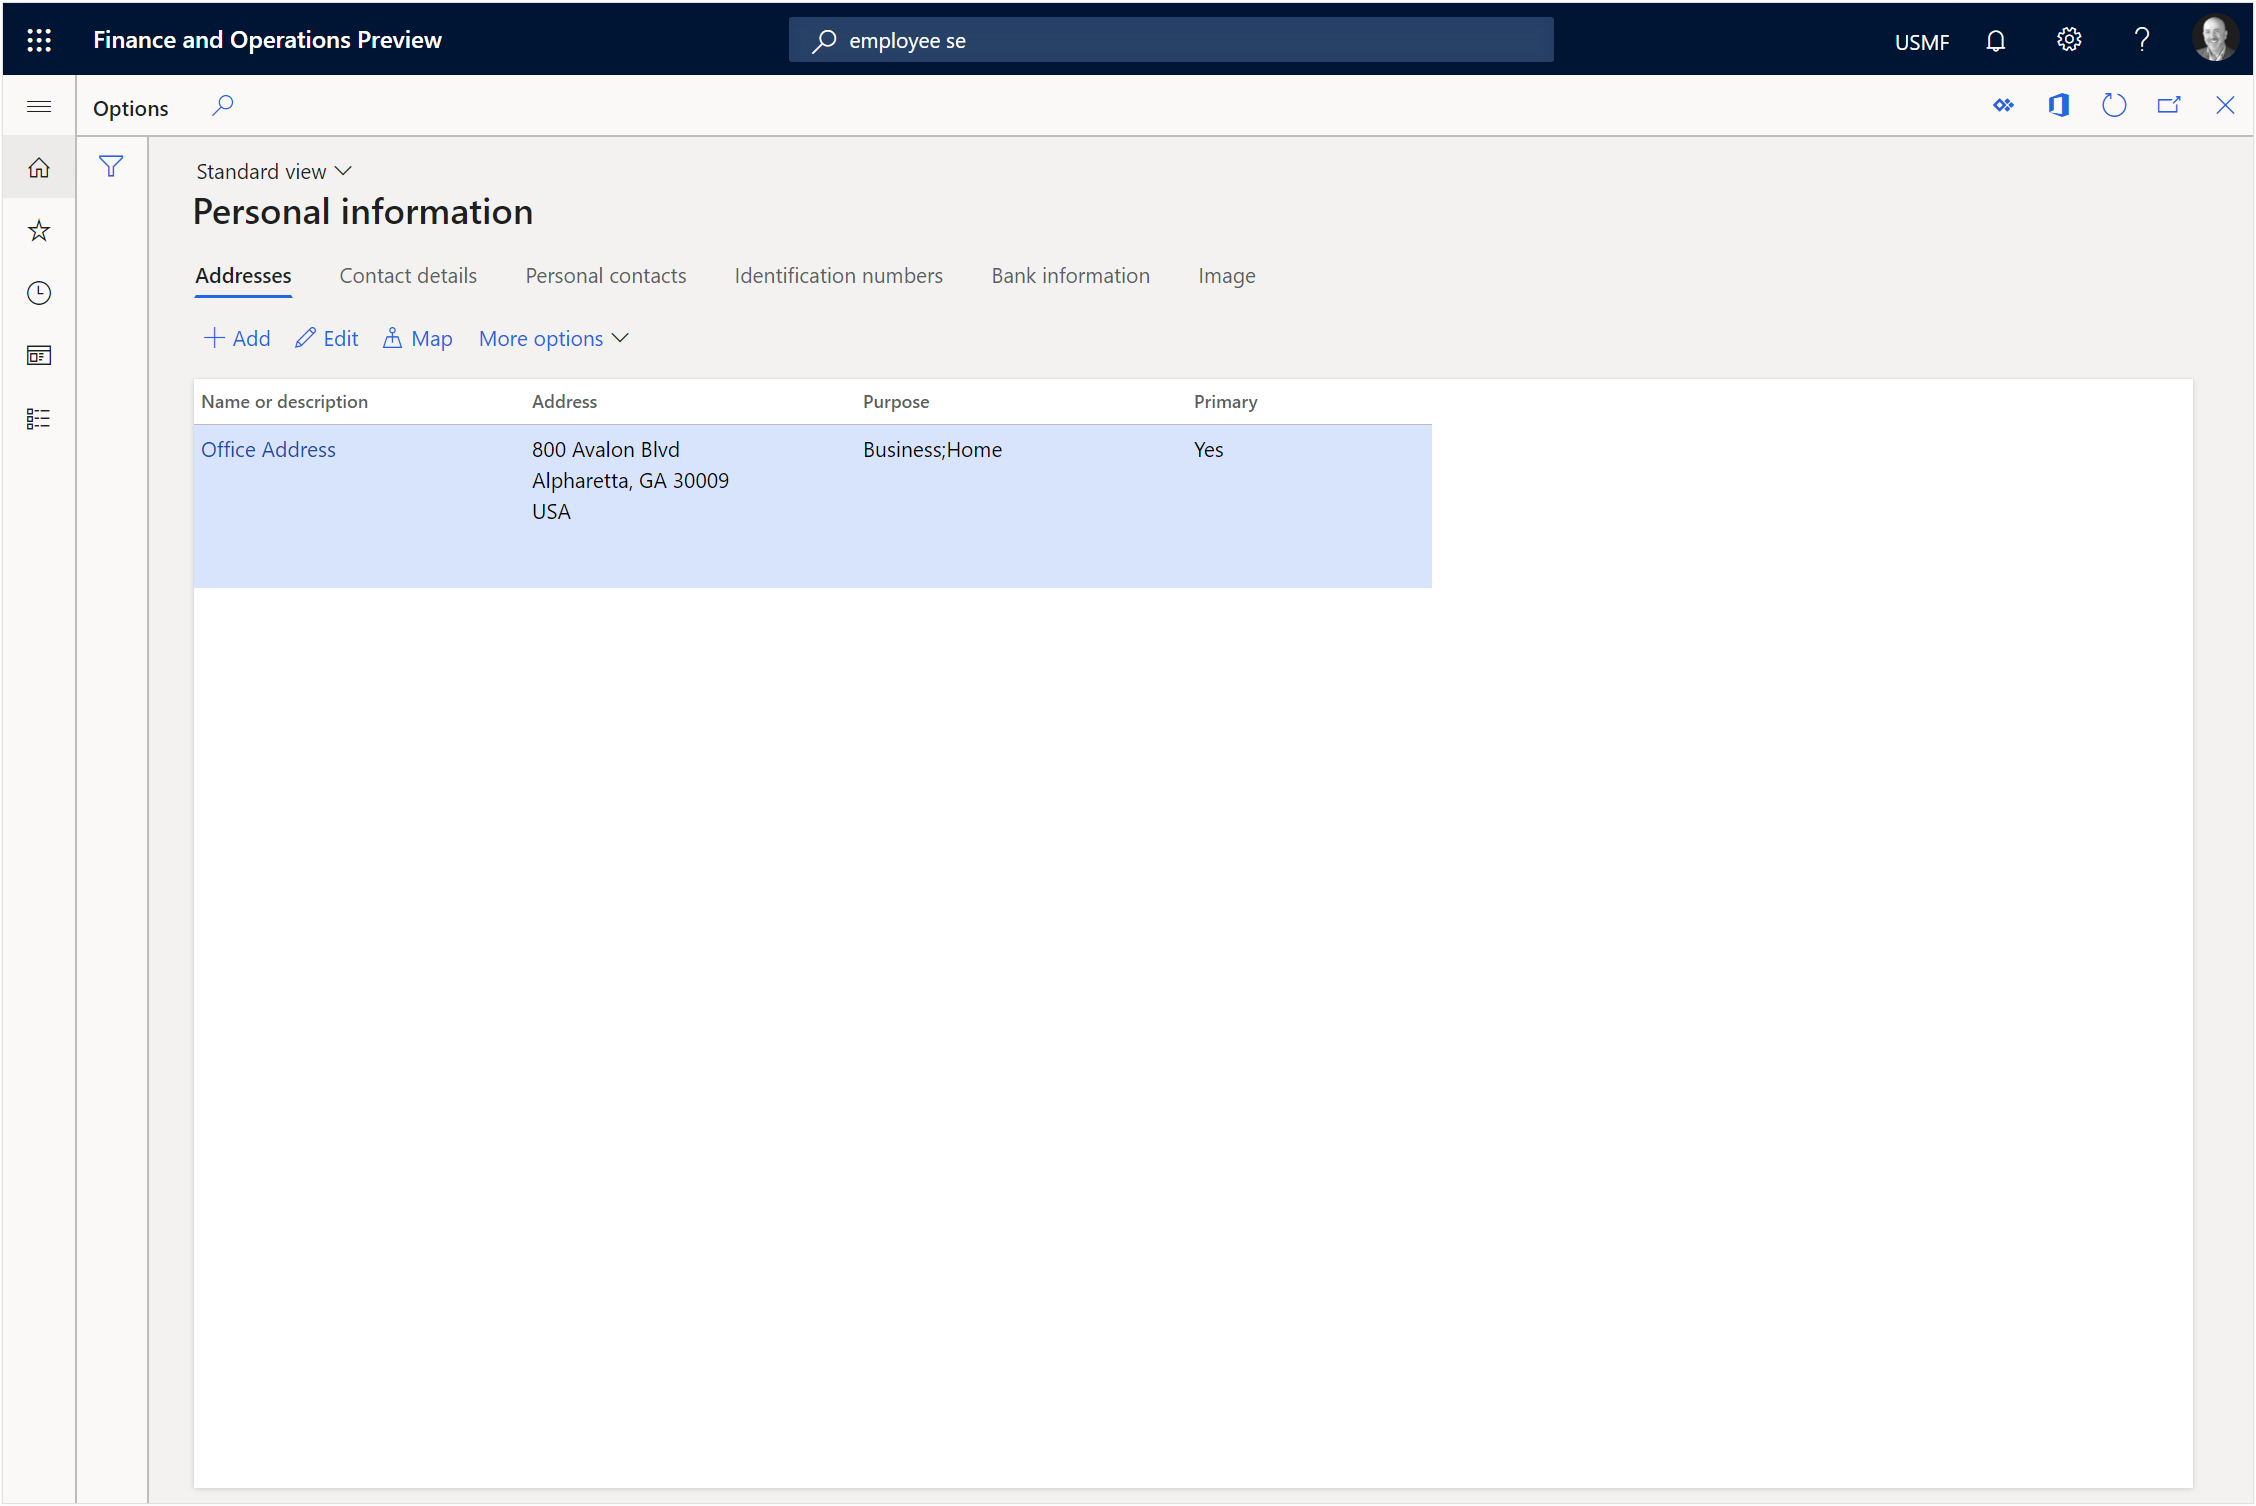 Finance and Operations Preview
employee se
USMF
Options
Standard view
Personal information
Addresses Contact details Personal contacts Identification numbers Bank information Image
Add Edit Map More options
Name or description Address Purpose Primary
Office Address 800 Avalon Blvd Business;Home Yes
Alpharetta, GA 30009
USA